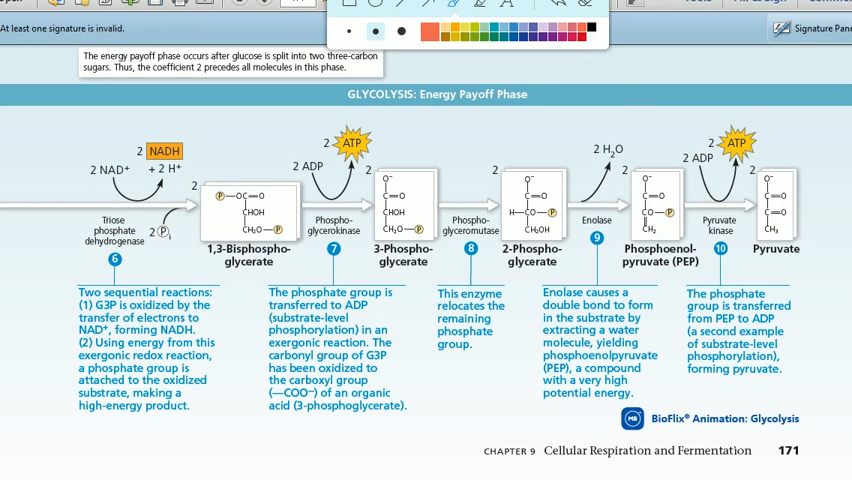 At least one signature is invalid.
Signature Pane
The energy payoff phase occurs after glucose is split into two three-carbon
sugars. Thus, the coefficient 2 precedes all molecules in this phase.
GLYCOLYSIS: Energy Payoff Phase
2 NADH
2 NAD⁺ + 2 H⁺
2 ATP
2 ADP
2 H₂O
2 ATP
2 ADP
2
2
2
2
2
P—OC=O
CHOH
CH₂O—P
O⁻
C=O
CHOH
CH₂O—P
O⁻
C=O
H—CO—P
CH₂OH
O⁻
C=O
CO—P
CH₂
O⁻
C=O
C=O
CH₃
Triose
phosphate
dehydrogenase
2 Pi
6
1,3-Bisphospho-
glycerate
Phospho-
glycerokinase
7
3-Phospho-
glycerate
Phospho-
glyceromutase
8
2-Phospho-
glycerate
Enolase
9
Phosphoenol-
pyruvate (PEP)
Pyruvate
kinase
10
Pyruvate
Two sequential reactions:
(1) G3P is oxidized by the
transfer of electrons to
NAD⁺, forming NADH.
(2) Using energy from this
exergonic redox reaction,
a phosphate group is
attached to the oxidized
substrate, making a
high-energy product.
The phosphate group is
transferred to ADP
(substrate-level
phosphorylation) in an
exergonic reaction. The
carbonyl group of G3P
has been oxidized to
the carboxyl group
(—COO⁻) of an organic
acid (3-phosphoglycerate).
This enzyme
relocates the
remaining
phosphate
group.
Enolase causes a
double bond to form
in the substrate by
extracting a water
molecule, yielding
phosphoenolpyruvate
(PEP), a compound
with a very high
potential energy.
The phosphate
group is transferred
from PEP to ADP
(a second example
of substrate-level
phosphorylation),
forming pyruvate.
MB BioFlix® Animation: Glycolysis
CHAPTER 9 Cellular Respiration and Fermentation 171